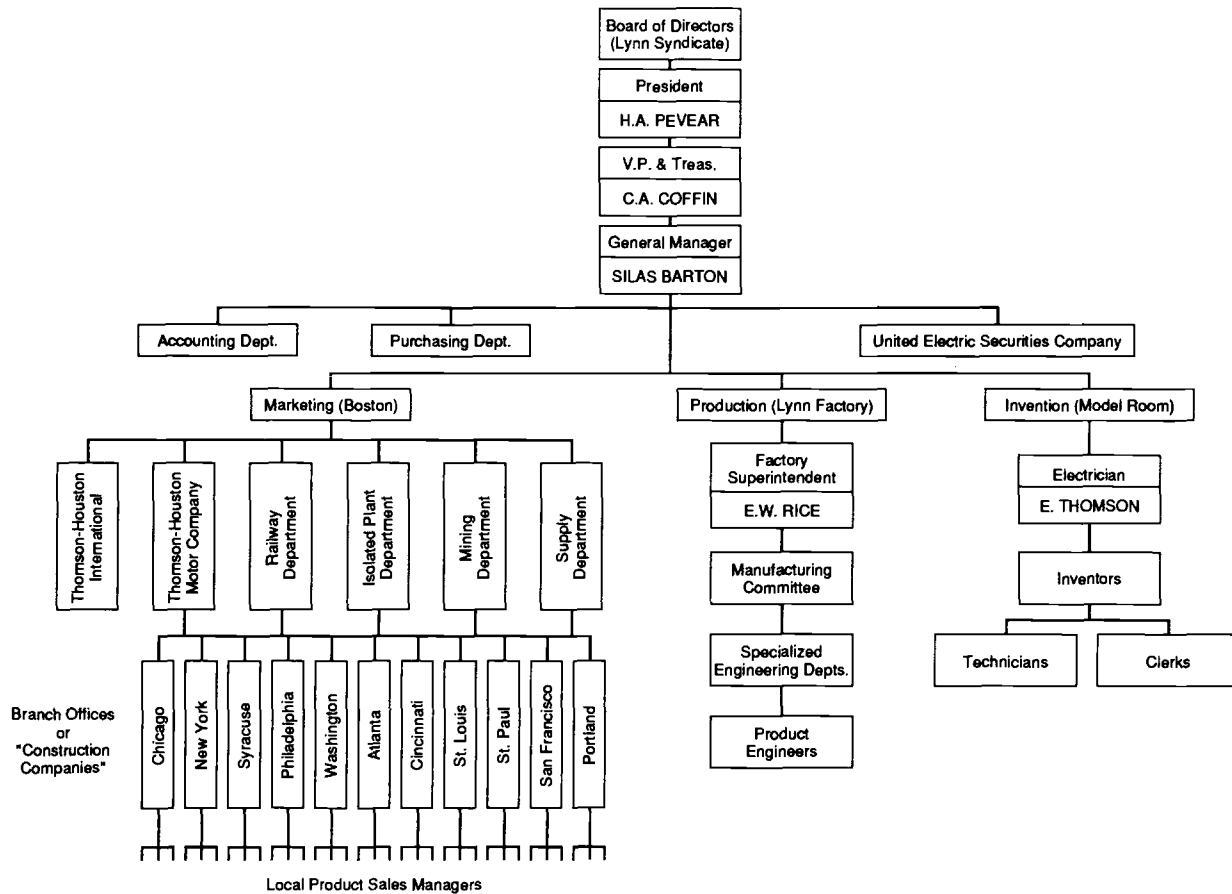 Board of Directors
(Lynn Syndicate)
President
H.A. PEVEAR
V.P. & Treas.
C.A. COFFIN
General Manager
SILAS BARTON
Accounting Dept.
Purchasing Dept.
United Electric Securities Company
Marketing (Boston)
Production (Lynn Factory)
Invention (Model Room)
Thomson-Houston
International
Thomson-Houston
Motor Company
Railway
Department
Isolated Plant
Department
Mining
Department
Supply
Department
Factory
Superintendent
E.W. RICE
Manufacturing
Committee
Specialized
Engineering Depts.
Product
Engineers
Electrician
E. THOMSON
Inventors
Technicians
Clerks
Branch Offices
or
"Construction
Companies"
Chicago
New York
Syracuse
Philadelphia
Washington
Atlanta
Cincinnati
St. Louis
St. Paul
San Francisco
Portland
Local Product Sales Managers